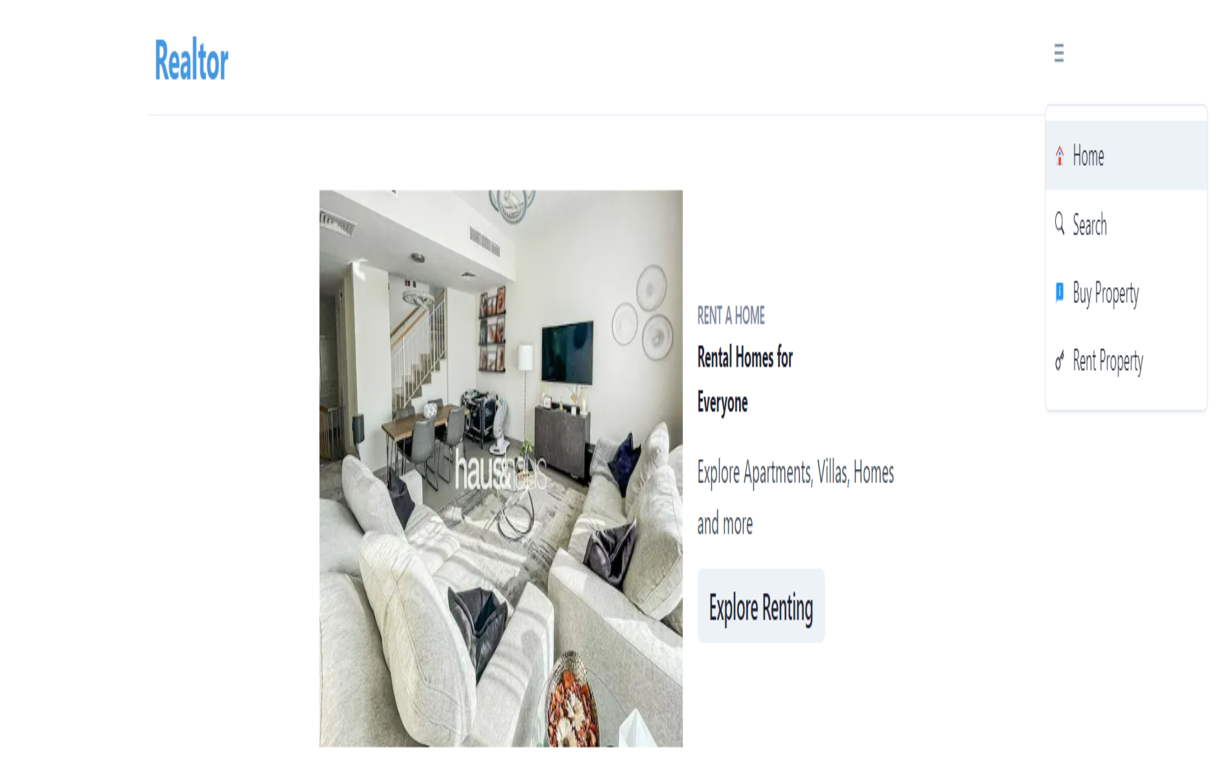 Realtor
Home
Search
Buy Property
Rent Property
RENT A HOME
Rental Homes for
Everyone
Explore Apartments, Villas, Homes
and more
Explore Renting
haus&haus